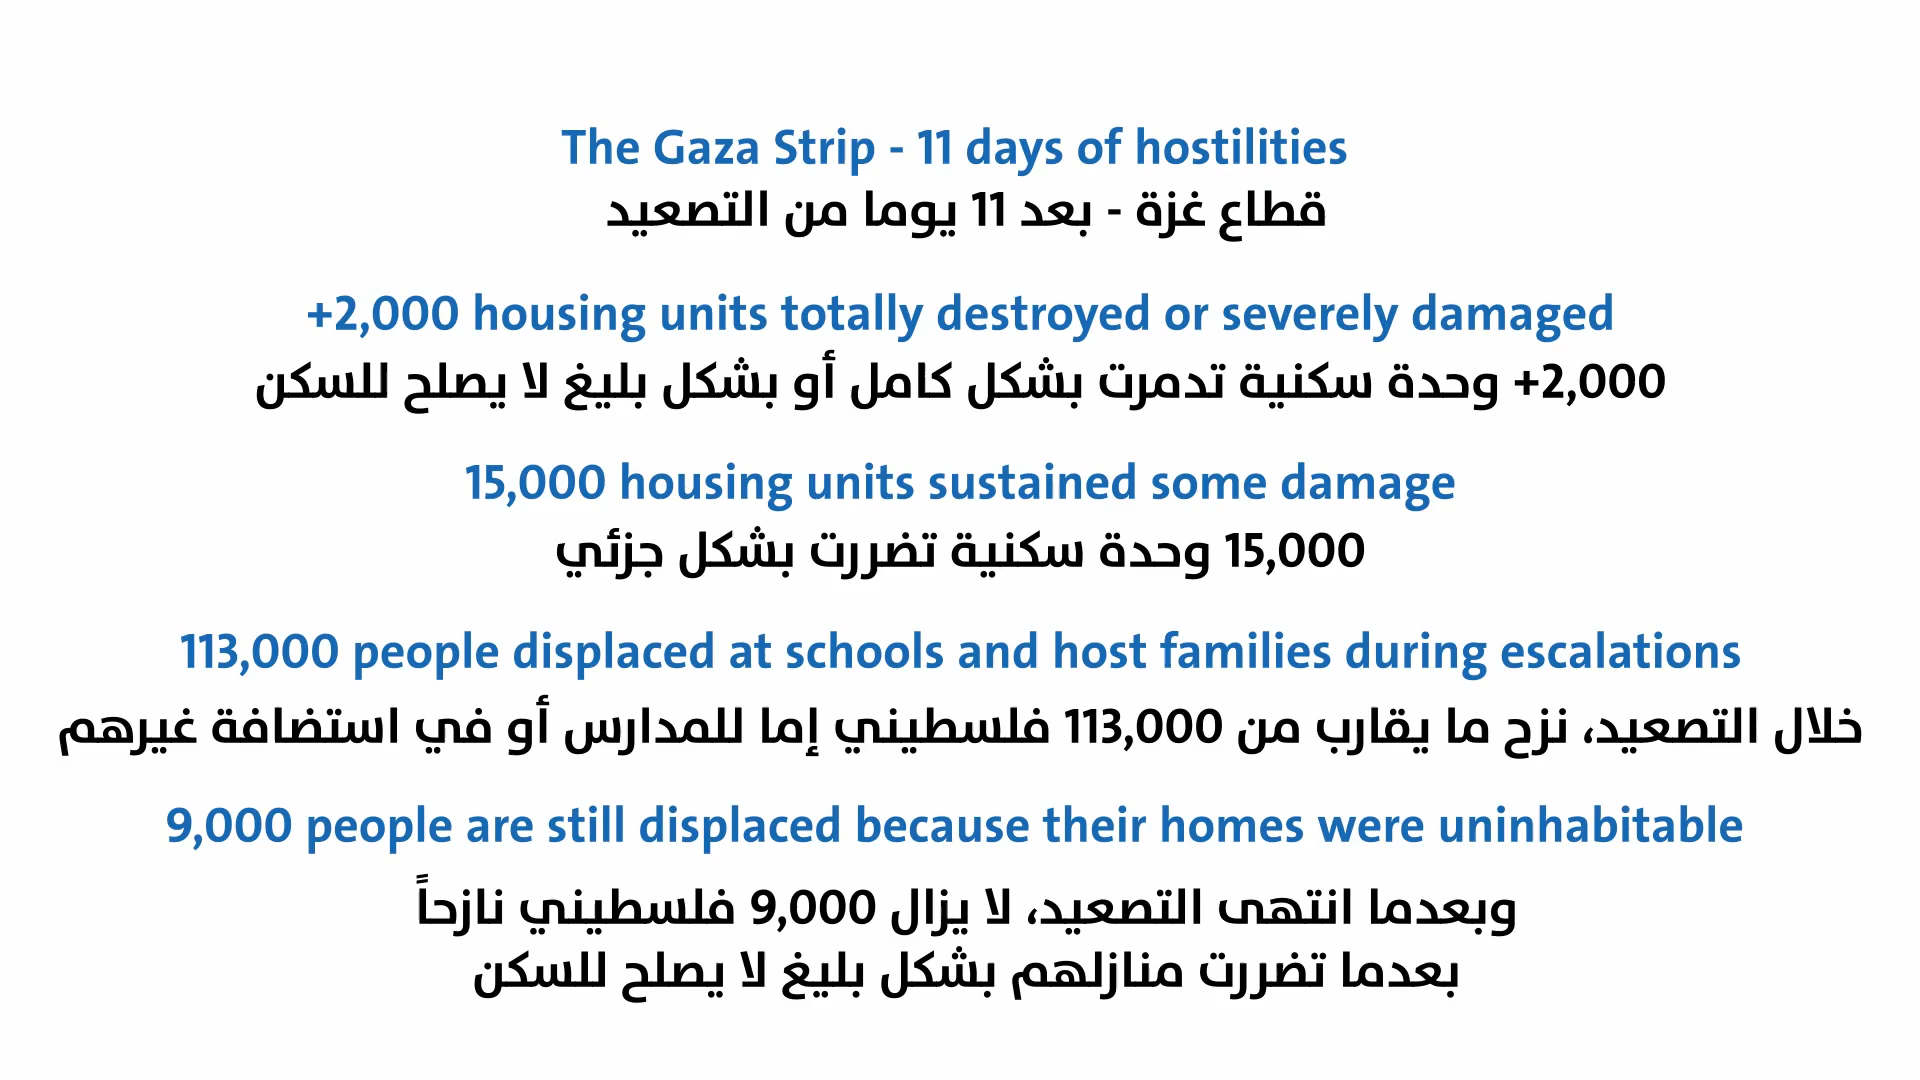 The Gaza Strip - 11 days of hostilities
قطاع غزة - بعد 11 يوما من التصعيد
+2,000 housing units totally destroyed or severely damaged
2,000+ وحدة سكنية تدمرت بشكل كامل أو بشكل بليغ لا يصلح للسكن
15,000 housing units sustained some damage
15,000 وحدة سكنية تضررت بشكل جزئي
113,000 people displaced at schools and host families during escalations
خلال التصعيد، نزح ما يقارب من 113,000 فلسطيني إما للمدارس أو في استضافة غيرهم
9,000 people are still displaced because their homes were uninhabitable
وبعدما انتهى التصعيد، لا يزال 9,000 فلسطيني نازحاً
بعدما تضررت منازلهم بشكل بليغ لا يصلح للسكن